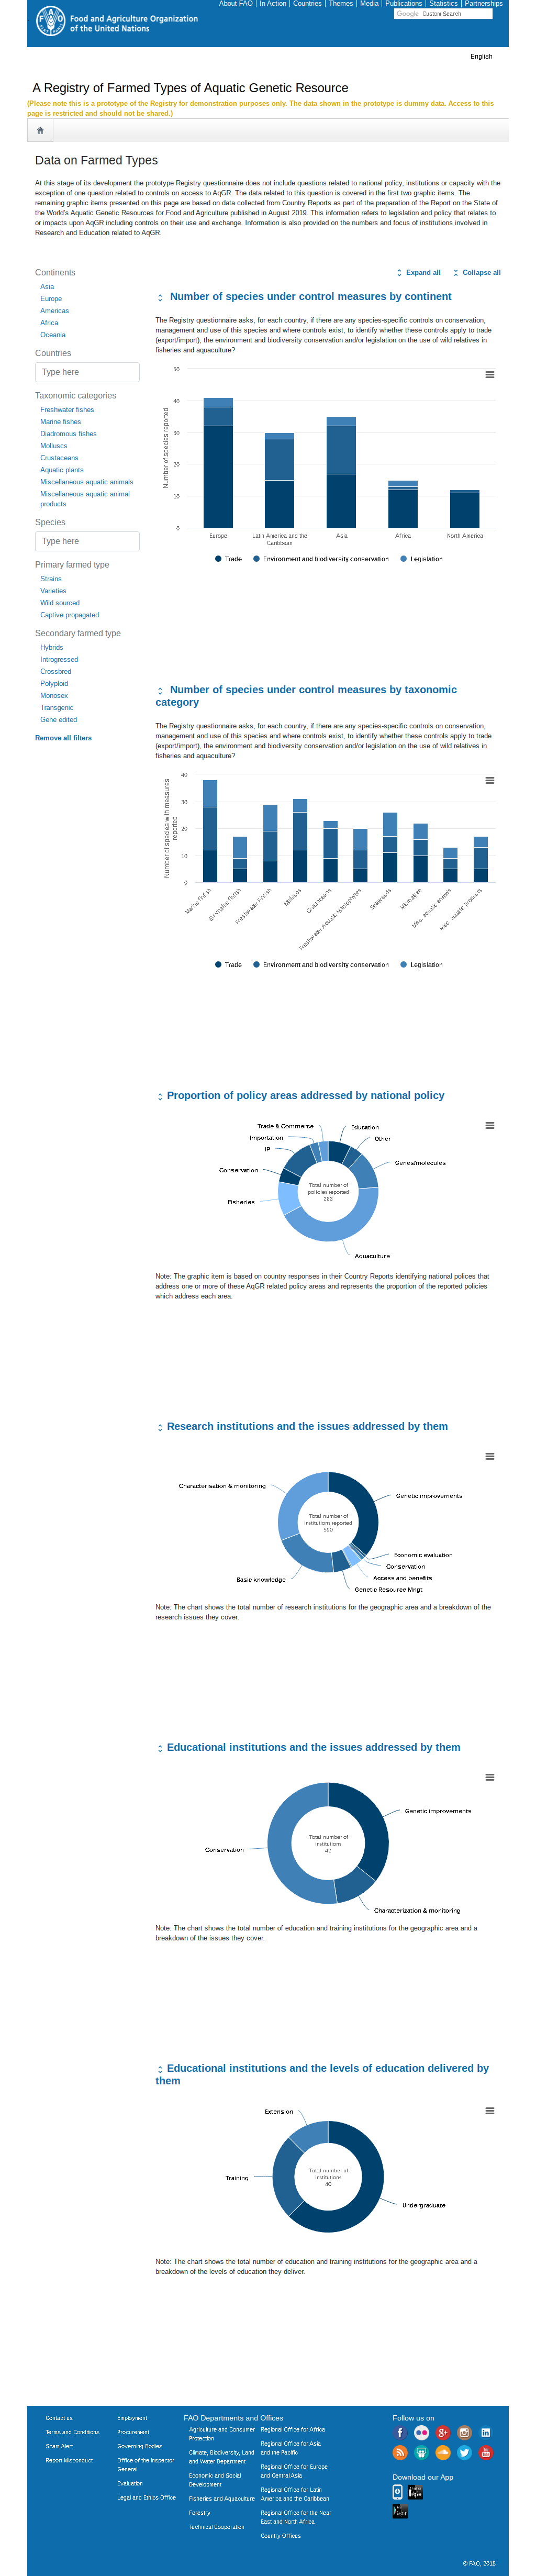 About FAO | In Action | Countries | Themes | Media | Publications | Statistics | Partnerships
Food and Agriculture Organization
of the United Nations
Google Custom Search
English
A Registry of Farmed Types of Aquatic Genetic Resource
(Please note this is a prototype of the Registry for demonstration purposes only. The data shown in the prototype is dummy data. Access to this
page is restricted and should not be shared.)
Data on Farmed Types
At this stage of its development the prototype Registry questionnaire does not include questions related to national policy, institutions or capacity with the
exception of one question related to controls on access to AqGR. The data related to this question is covered in the first two graphic items. The
remaining graphic items presented on this page are based on data collected from Country Reports as part of the preparation of the Report on the State of
the World's Aquatic Genetic Resources for Food and Agriculture published in August 2019. This information refers to legislation and policy that relates to
or impacts upon AqGR including controls on their use and exchange. Information is also provided on the numbers and focus of institutions involved in
Research and Education related to AqGR.
Continents
Asia
Europe
Americas
Africa
Oceania
Countries
Type here
Taxonomic categories
Freshwater fishes
Marine fishes
Diadromous fishes
Molluscs
Crustaceans
Aquatic plants
Miscellaneous aquatic animals
Miscellaneous aquatic animal
products
Species
Type here
Primary farmed type
Strains
Varieties
Wild sourced
Captive propagated
Secondary farmed type
Hybrids
Introgressed
Crossbred
Polyploid
Monosex
Transgenic
Gene edited
Remove all filters
Expand all
Collapse all
Number of species under control measures by continent
The Registry questionnaire asks, for each country, if there are any species-specific controls on conservation,
management and use of this species and where controls exist, to identify whether these controls apply to trade
(export/import), the environment and biodiversity conservation and/or legislation on the use of wild relatives in
fisheries and aquaculture?
Number of species reported
50
40
30
20
10
0
Europe
Latin America and the
Caribbean
Asia
Africa
North America
Trade
Environment and biodiversity conservation
Legislation
Number of species under control measures by taxonomic
category
The Registry questionnaire asks, for each country, if there are any species-specific controls on conservation,
management and use of this species and where controls exist, to identify whether these controls apply to trade
(export/import), the environment and biodiversity conservation and/or legislation on the use of wild relatives in
fisheries and aquaculture?
Number of species with measures
reported
40
30
20
10
0
Marine Finfish
Euryhaline Finfish
Freshwater Finfish
Molluscs
Crustaceans
Freshwater Aquatic Macrophytes
Seaweeds
Microalgae
Misc. aquatic animals
Misc. aquatic products
Trade
Environment and biodiversity conservation
Legislation
Proportion of policy areas addressed by national policy
Trade & Commerce
Importation
IP
Conservation
Fisheries
Education
Other
Genes/molecules
Aquaculture
Total number of
policies reported
253
Note: The graphic item is based on country responses in their Country Reports identifying national polices that
address one or more of these AqGR related policy areas and represents the proportion of the reported policies
which address each area.
Research institutions and the issues addressed by them
Characterisation & monitoring
Genetic improvements
Total number of
institutions reported
590
Economic evaluation
Conservation
Access and benefits
Genetic Resource Mngt
Basic knowledge
Note: The chart shows the total number of research institutions for the geographic area and a breakdown of the
research issues they cover.
Educational institutions and the issues addressed by them
Genetic improvements
Total number of
institutions
42
Conservation
Characterization & monitoring
Note: The chart shows the total number of education and training institutions for the geographic area and a
breakdown of the issues they cover.
Educational institutions and the levels of education delivered by
them
Extension
Training
Total number of
institutions
40
Undergraduate
Note: The chart shows the total number of education and training institutions for the geographic area and a
breakdown of the levels of education they deliver.
Contact us
Terms and Conditions
Scam Alert
Report Misconduct
Employment
Procurement
Governing Bodies
Office of the Inspector
General
Evaluation
Legal and Ethics Office
FAO Departments and Offices
Agriculture and Consumer
Protection
Climate, Biodiversity, Land
and Water Department
Economic and Social
Development
Fisheries and Aquaculture
Forestry
Technical Cooperation
Regional Office for Africa
Regional Office for Asia
and the Pacific
Regional Office for Europe
and Central Asia
Regional Office for Latin
America and the Caribbean
Regional Office for the Near
East and North Africa
Country Offices
Follow us on
Download our App
© FAO, 2018